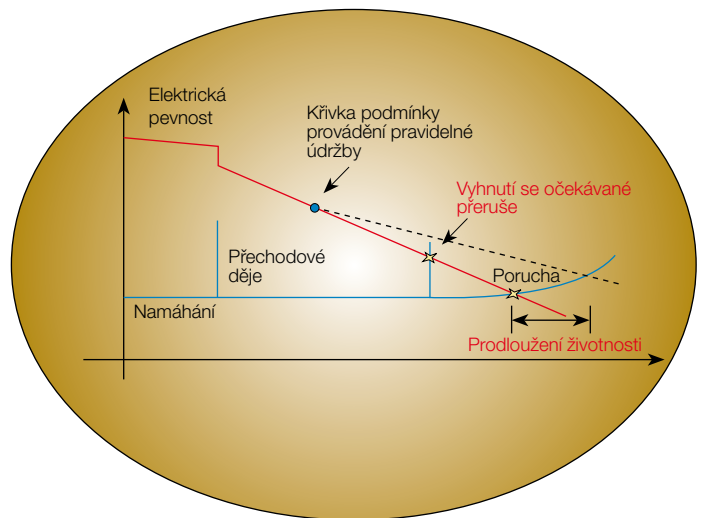 Elektrická
pevnost
Křivka podmínky
provádění pravidelné
údržby
Vyhnutí se očekávané
přeruše
Přechodové
děje
Porucha
Namáhání
Prodloužení životnosti